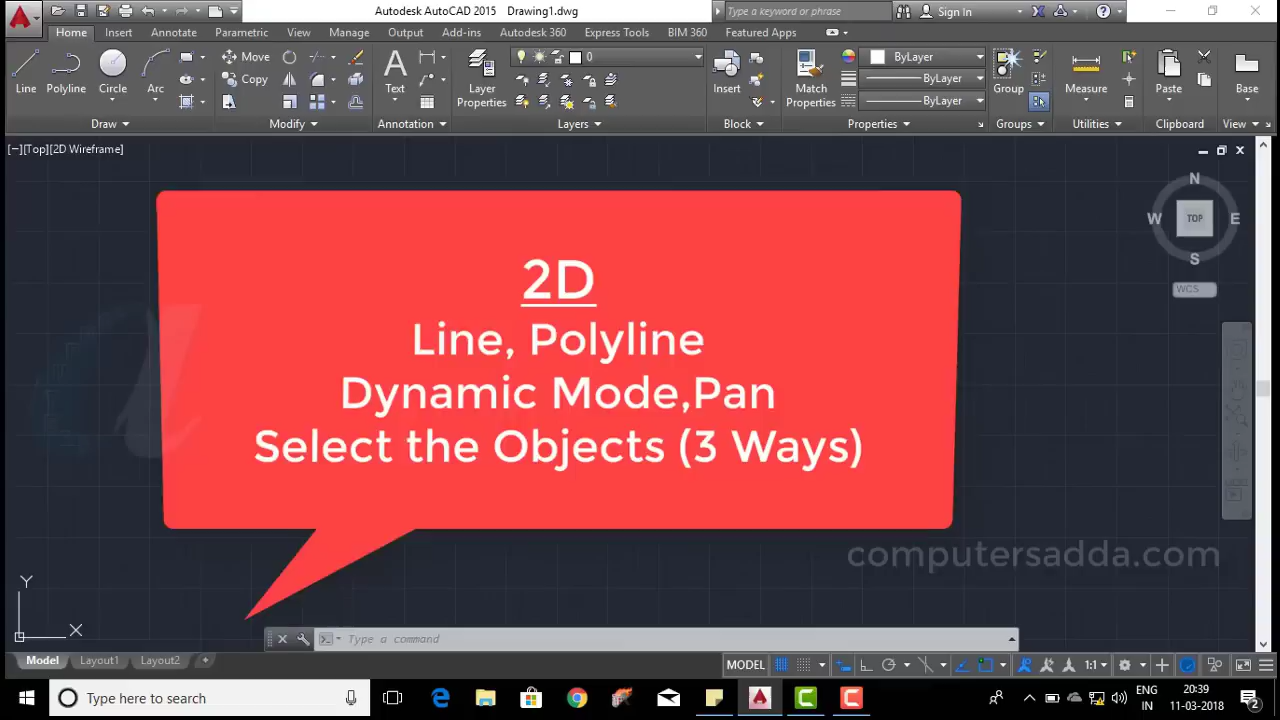 Autodesk AutoCAD 2015 Drawing1.dwg
Type a keyword or phrase
Sign In
Home Insert Annotate Parametric View Manage Output Add-ins Autodesk 360 Express Tools BIM 360 Featured Apps
Move
Copy
0
ByLayer
ByLayer
ByLayer
Line Polyline Circle Arc Text Layer Properties Insert Match Properties Group Measure Paste Base
Draw Modify Annotation Layers Block Properties Groups Utilities Clipboard View
[−][Top][2D Wireframe]
N
W TOP E
S
WCS
2D
Line, Polyline
Dynamic Mode,Pan
Select the Objects (3 Ways)
computersadda.com
Y
X
Type a command
Model Layout1 Layout2 +
MODEL 1:1
Type here to search
ENG
IN
20:39
11-03-2018
2